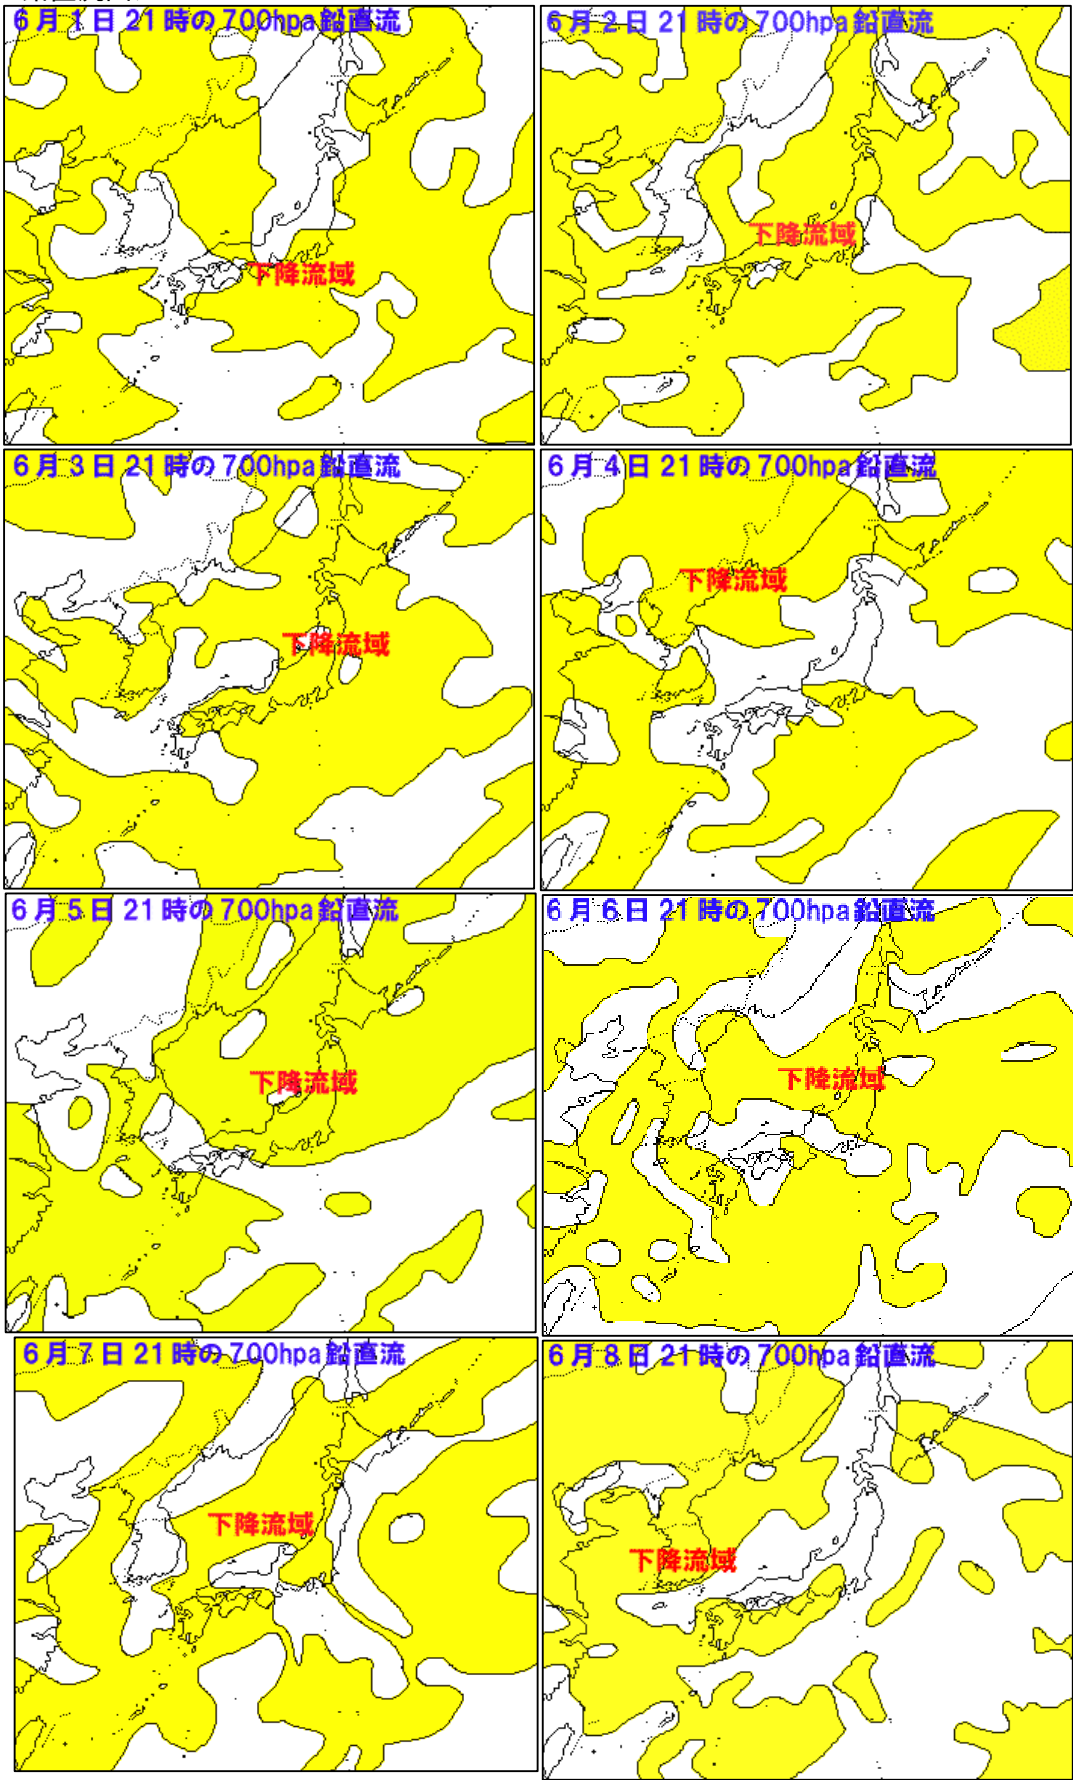 6月1日21時の700hpa鉛直流
下降流域
6月2日21時の700hpa鉛直流
下降流域
6月3日21時の700hpa鉛直流
下降流域
6月4日21時の700hpa鉛直流
下降流域
6月5日21時の700hpa鉛直流
下降流域
6月6日21時の700hpa鉛直流
下降流域
6月7日21時の700hpa鉛直流
下降流域
6月8日21時の700hpa鉛直流
下降流域